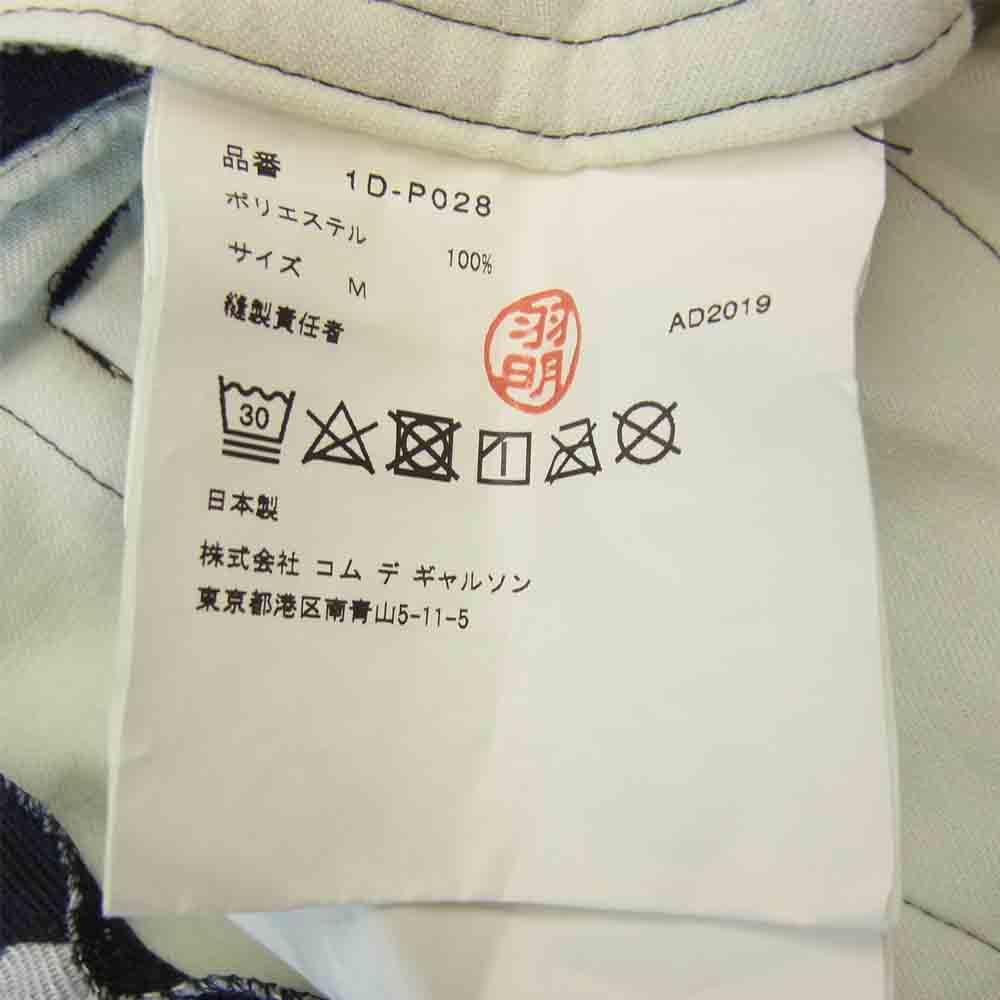 品番 1D-P028
ポリエステル 100%
サイズ M
縫製責任者
羽明
AD2019
30
1
日本製
株式会社 コム デ ギャルソン
東京都港区南青山5-11-5